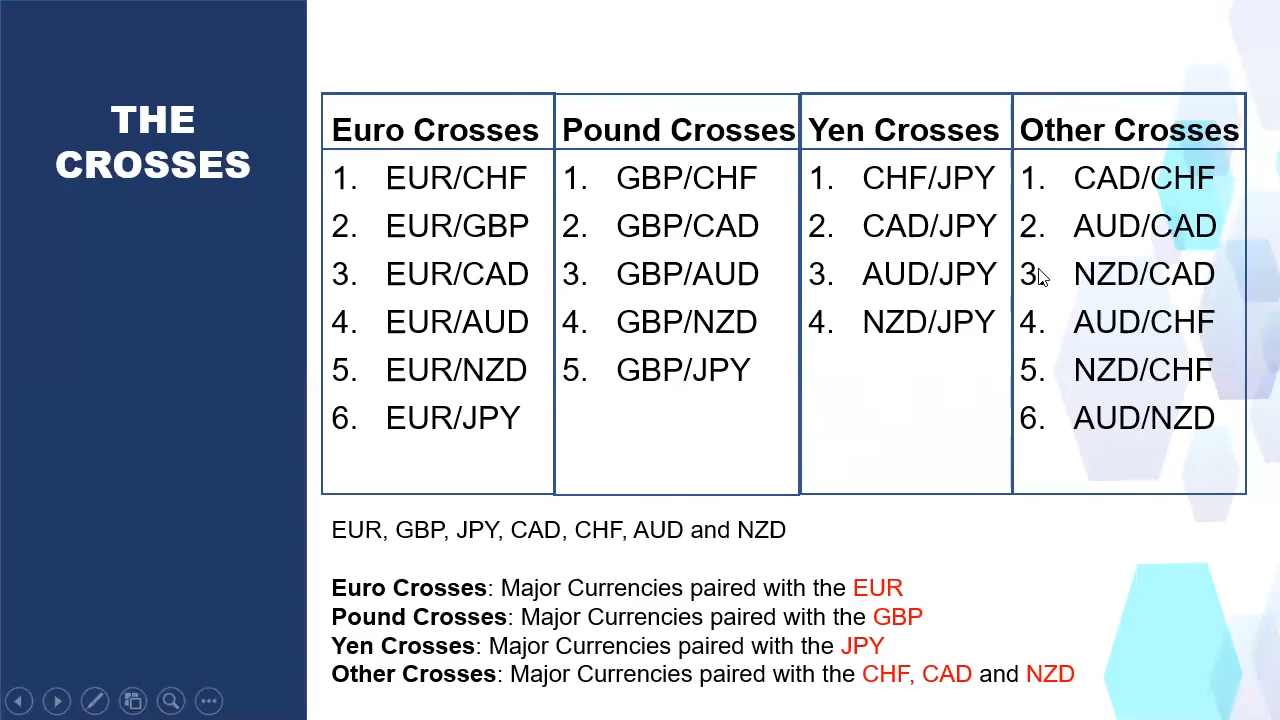 THE
CROSSES
Euro Crosses
1. EUR/CHF
2. EUR/GBP
3. EUR/CAD
4. EUR/AUD
5. EUR/NZD
6. EUR/JPY
Pound Crosses
1. GBP/CHF
2. GBP/CAD
3. GBP/AUD
4. GBP/NZD
5. GBP/JPY
Yen Crosses
1. CHF/JPY
2. CAD/JPY
3. AUD/JPY
4. NZD/JPY
Other Crosses
1. CAD/CHF
2. AUD/CAD
3. NZD/CAD
4. AUD/CHF
5. NZD/CHF
6. AUD/NZD
EUR, GBP, JPY, CAD, CHF, AUD and NZD
Euro Crosses: Major Currencies paired with the EUR
Pound Crosses: Major Currencies paired with the GBP
Yen Crosses: Major Currencies paired with the JPY
Other Crosses: Major Currencies paired with the CHF, CAD and NZD